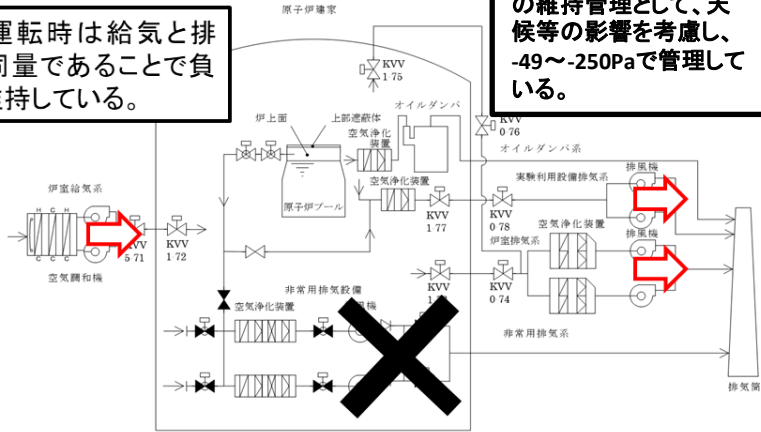 の維持管理として、天
候等の影響を考慮し、
-49～-250Paで管理して
いる。
運転時は給気と排
同量であることで負
維持している。
原子炉建家
KVV
1·75
炉上面
上部遮蔽体
オイルダンパ
空気浄化
装置
KVV
0 76
オイルダンパ系
炉室給気系
H C H
C C C
空気調和機
KVV
5 71
KVV
1 72
原子炉プール
空気浄化装置
KVV
1 77
KVV
0 78
実験利用設備排気系
排風機
空気浄化装置
排風機
炉室排気系
KVV
0 74
非常用排気設備
空気浄化装置
非常用排気系
排気筒